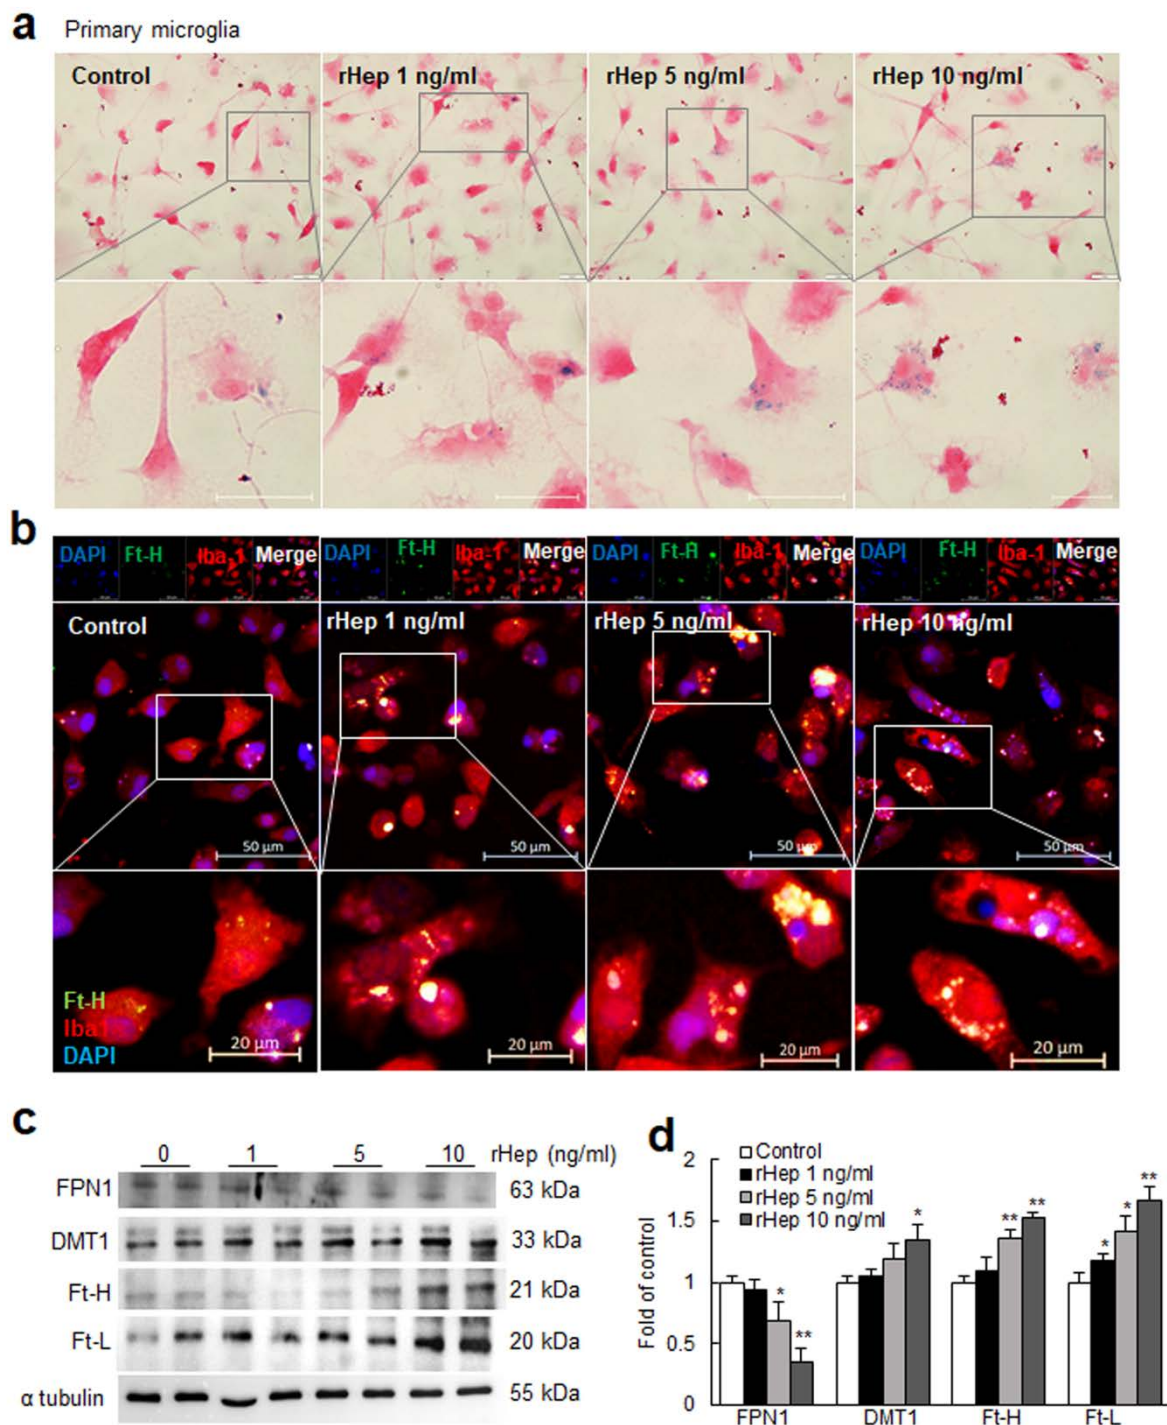 a Primary microglia
Control rHep 1 ng/ml rHep 5 ng/ml rHep 10 ng/ml
b
DAPI Ft-H Iba-1 Merge DAPI Ft-H Iba-1 Merge DAPI Ft-H Iba-1 Merge DAPI Ft-H Iba-1 Merge
Control rHep 1 ng/ml rHep 5 ng/ml rHep 10 ng/ml
50 µm 50 µm 50 µm 50 µm
Ft-H
Iba1
DAPI
20 µm 20 µm 20 µm 20 µm
c
0 1 5 10 rHep (ng/ml)
FPN1 63 kDa
DMT1 33 kDa
Ft-H 21 kDa
Ft-L 20 kDa
α tubulin 55 kDa
d
Control
rHep 1 ng/ml
rHep 5 ng/ml
rHep 10 ng/ml
Fold of control
2
1.5
1
0.5
0
* ** * ** ** * * **
FPN1 DMT1 Ft-H Ft-L